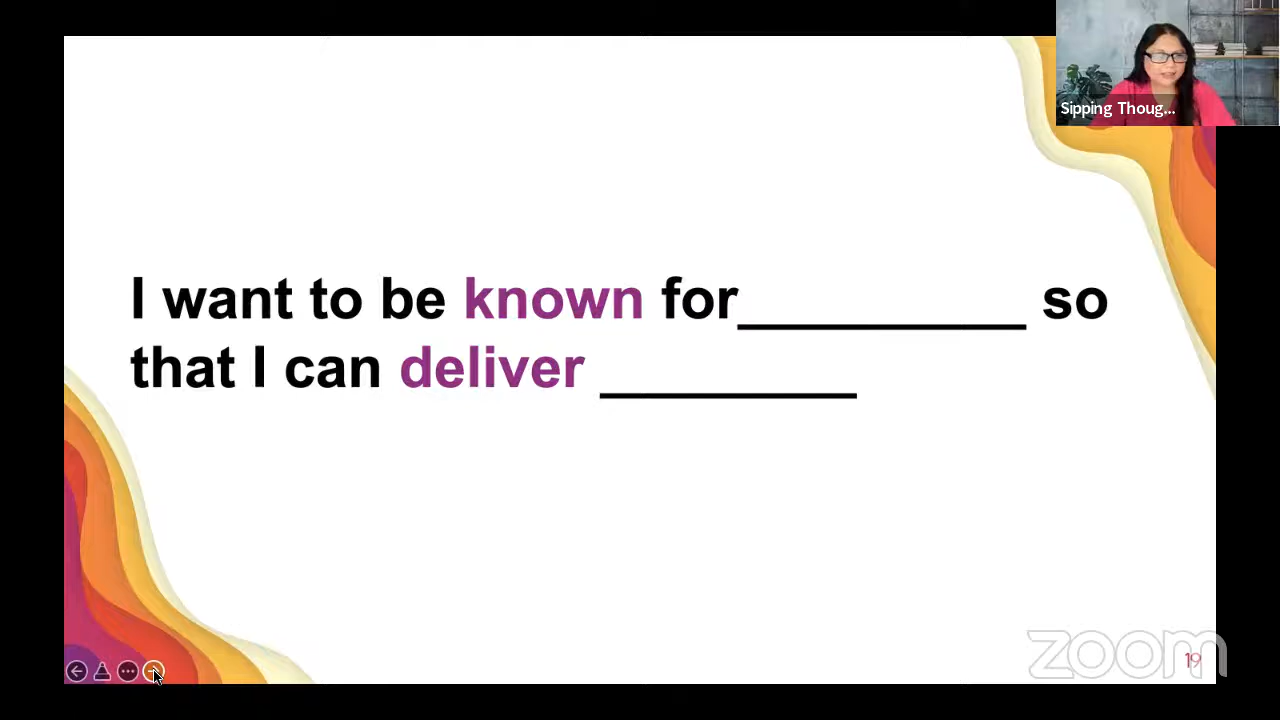 Sipping Thoug...
I want to be known for__________ so
that I can deliver _________
zoom
19